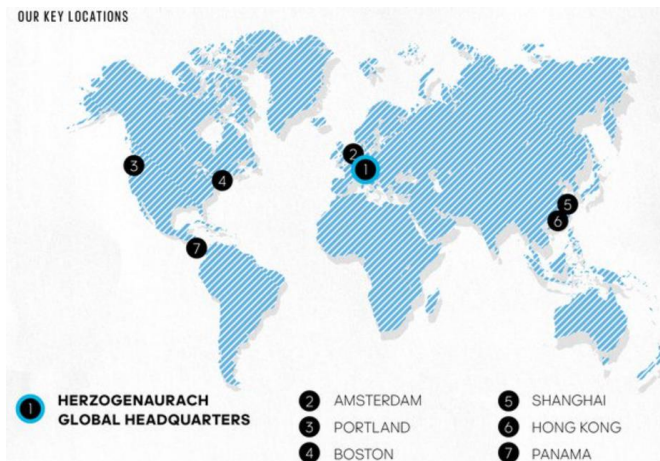 OUR KEY LOCATIONS
2
1
3
4
5
6
7
1 HERZOGENAURACH
GLOBAL HEADQUARTERS
2 AMSTERDAM
3 PORTLAND
4 BOSTON
5 SHANGHAI
6 HONG KONG
7 PANAMA